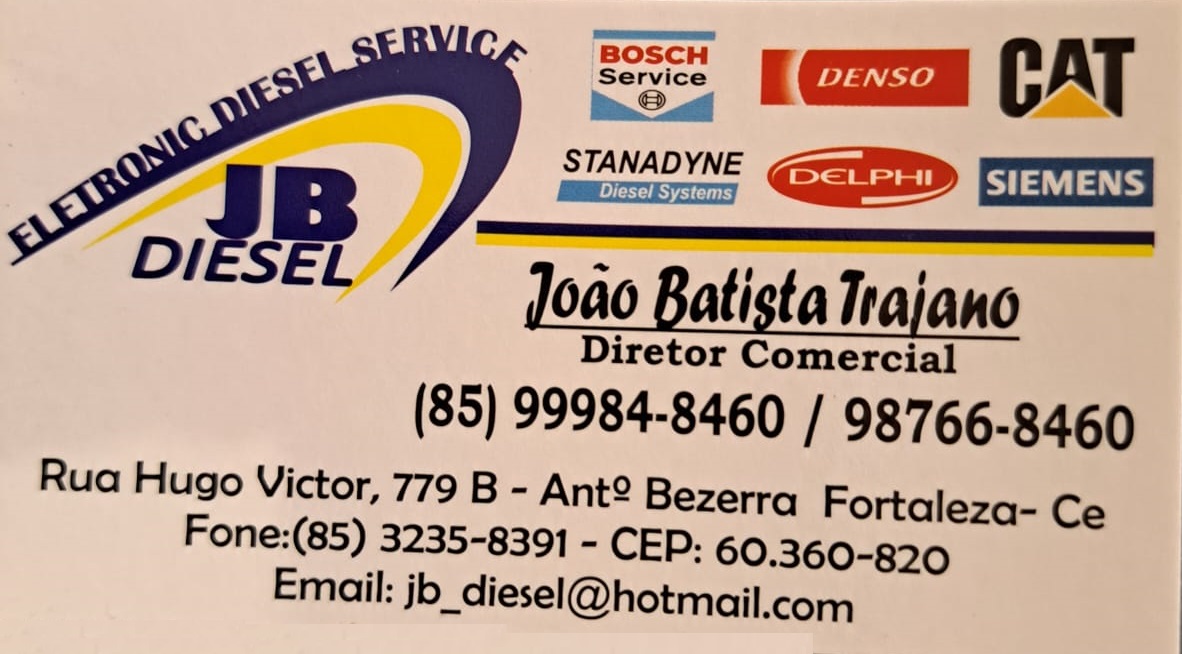 ELETRONIC DIESEL SERVICE
JB
DIESEL
BOSCH
Service
DENSO
CAT
STANADYNE
Diesel Systems
DELPHI
SIEMENS
João Batista Trajano
Diretor Comercial
(85) 99984-8460 / 98766-8460
Rua Hugo Victor, 779 B - Antº Bezerra Fortaleza- Ce
Fone:(85) 3235-8391 - CEP: 60.360-820
Email: jb_diesel@hotmail.com